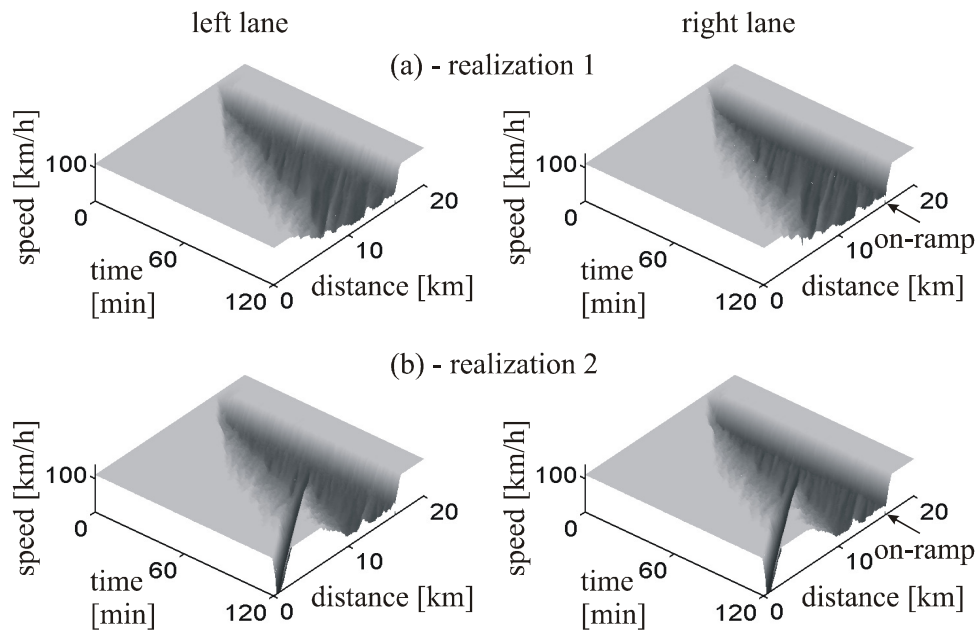 left lane
right lane
(a) - realization 1
speed [km/h]
100
0
time
[min]
60
120
0
distance [km]
10
20
speed [km/h]
100
0
time
[min]
60
120
0
distance [km]
10
20
on-ramp
(b) - realization 2
speed [km/h]
100
0
time
[min]
60
120
0
distance [km]
10
20
speed [km/h]
100
0
time
[min]
60
120
0
distance [km]
10
20
on-ramp